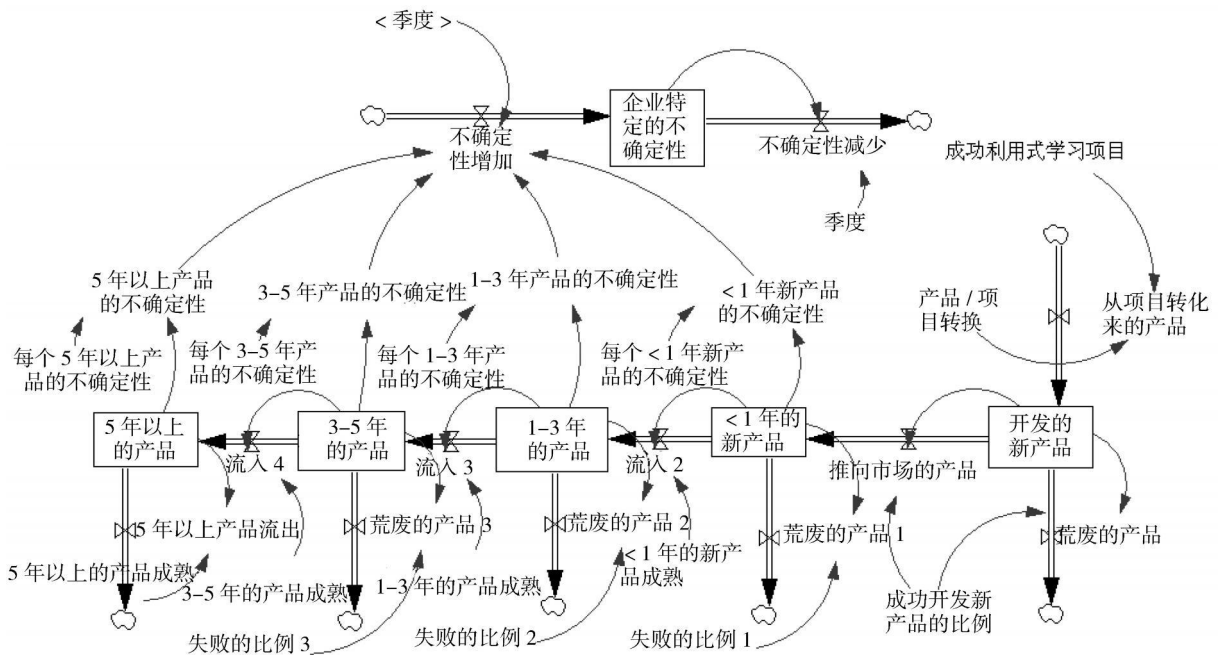 <季度>
企业特
定的不
确定性
不确定
性增加
不确定性减少
成功利用式学习项目
季度
5年以上产品
的不确定性
3-5年产品的不确定性
1-3年产品的不确定性
<1年新产品
的不确定性
产品/项
目转换
从项目转化
来的产品
每个5年以上产
品的不确定性
每个3-5年产
品的不确定性
每个1-3年产
品的不确定性
每个<1年新产
品的不确定性
5年以上
的产品
3-5年
的产品
1-3年
的产品
<1年的
新产品
开发的
新产品
流入4
流入3
流入2
推向市场的产品
5年以上产品流出
荒废的产品3
荒废的产品2
荒废的产品1
荒废的产品
<1年的新产
品成熟
5年以上的产品成熟
3-5年的产品成熟
1-3年的产品成熟
成功开发新
产品的比例
失败的比例3
失败的比例2
失败的比例1